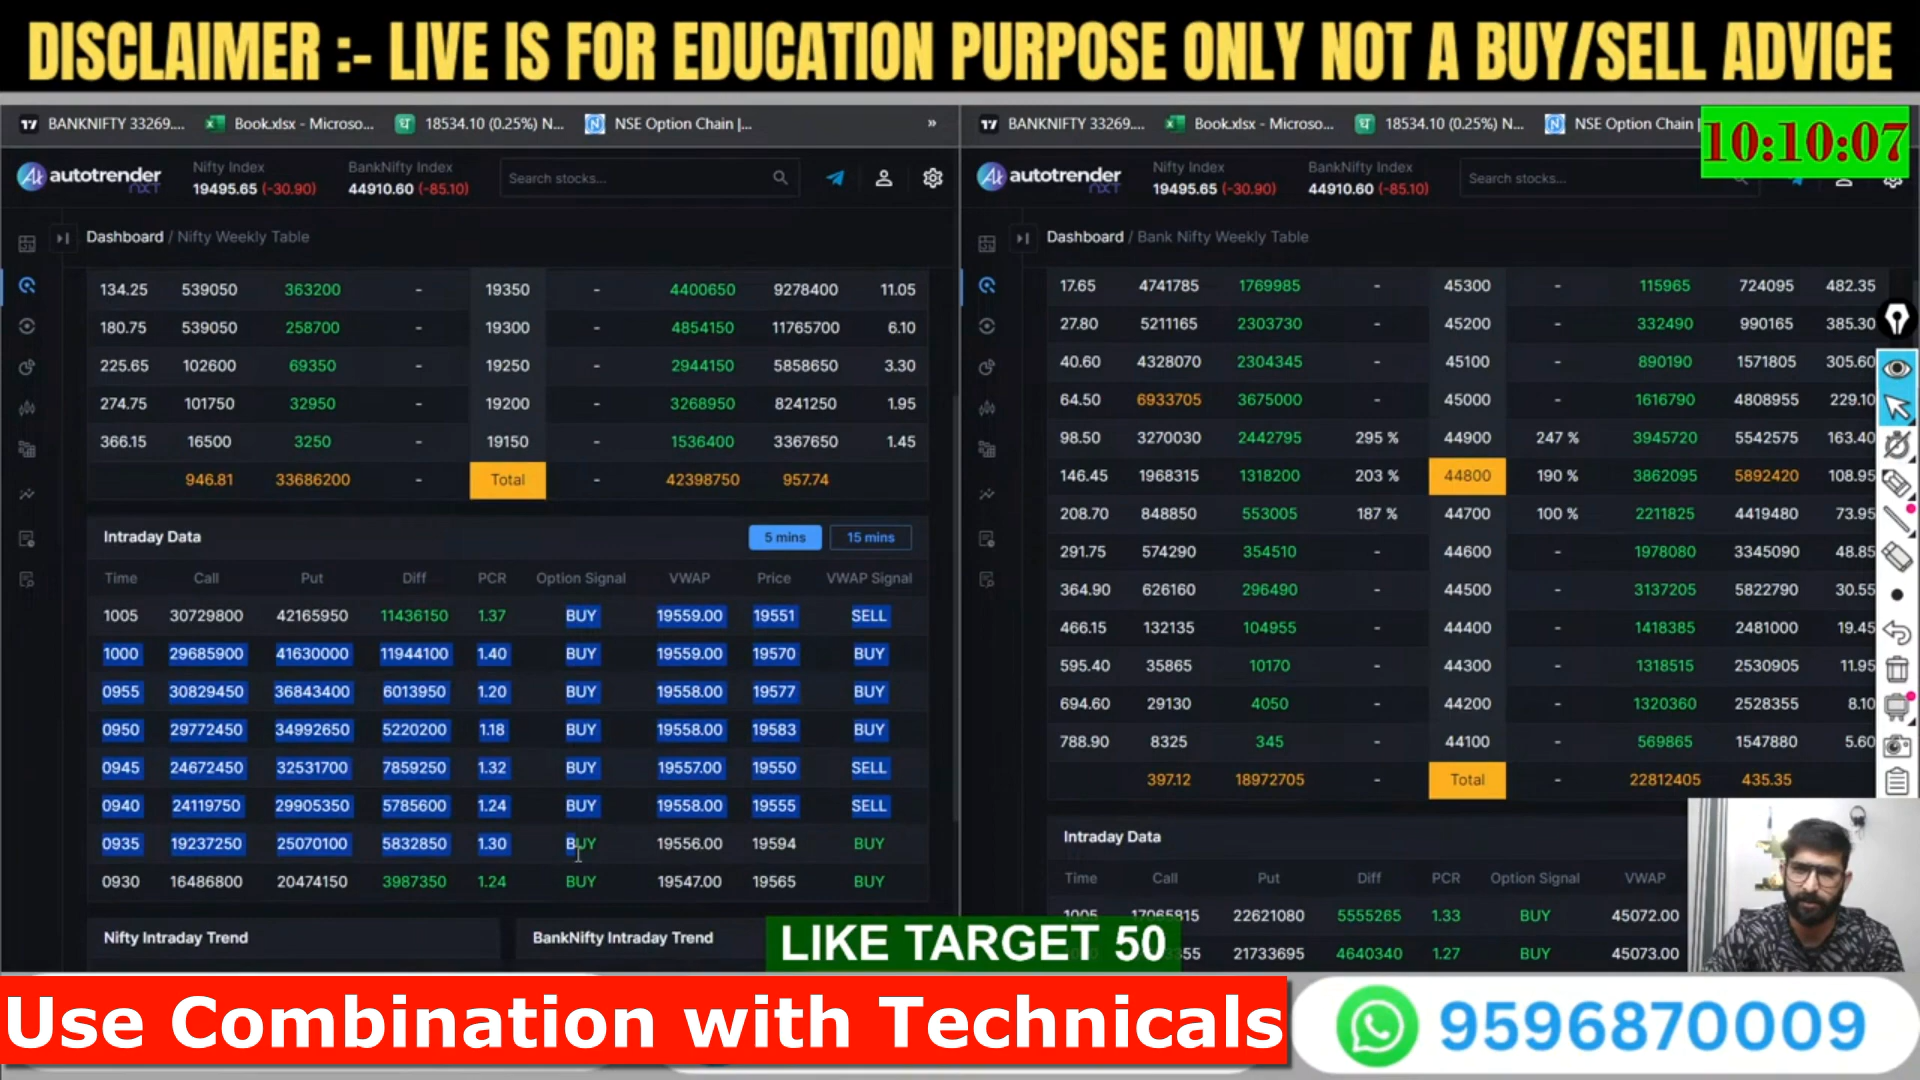 DISCLAIMER :- LIVE IS FOR EDUCATION PURPOSE ONLY NOT A BUY/SELL ADVICE
BANKNIFTY 33269.... Book.xlsx - Microso... 18534.10 (0.25%) N... NSE Option Chain |... »
autotrender NXT
Nifty Index
19495.65 (-30.90)
BankNifty Index
44910.60 (-85.10)
Search stocks...
Dashboard / Nifty Weekly Table
134.25 539050 363200 - 19350 - 4400650 9278400 11.05
180.75 539050 258700 - 19300 - 4854150 11765700 6.10
225.65 102600 69350 - 19250 - 2944150 5858650 3.30
274.75 101750 32950 - 19200 - 3268950 8241250 1.95
366.15 16500 3250 - 19150 - 1536400 3367650 1.45
946.81 33686200 - Total - 42398750 957.74
Intraday Data 5 mins 15 mins
Time Call Put Diff PCR Option Signal VWAP Price VWAP Signal
1005 30729800 42165950 11436150 1.37 BUY 19559.00 19551 SELL
1000 29685900 41630000 11944100 1.40 BUY 19559.00 19570 BUY
0955 30829450 36843400 6013950 1.20 BUY 19558.00 19577 BUY
0950 29772450 34992650 5220200 1.18 BUY 19558.00 19583 BUY
0945 24672450 32531700 7859250 1.32 BUY 19557.00 19550 SELL
0940 24119750 29905350 5785600 1.24 BUY 19558.00 19555 SELL
0935 19237250 25070100 5832850 1.30 BUY 19556.00 19594 BUY
0930 16486800 20474150 3987350 1.24 BUY 19547.00 19565 BUY
Nifty Intraday Trend BankNifty Intraday Trend
BANKNIFTY 33269.... Book.xlsx - Microso... 18534.10 (0.25%) N... NSE Option Chain |
10:10:07
autotrender NXT
Nifty Index
19495.65 (-30.90)
BankNifty Index
44910.60 (-85.10)
Search stocks...
Dashboard / Bank Nifty Weekly Table
17.65 4741785 1769985 - 45300 - 115965 724095 482.35
27.80 5211165 2303730 - 45200 - 332490 990165 385.30
40.60 4328070 2304345 - 45100 - 890190 1571805 305.60
64.50 6933705 3675000 - 45000 - 1616790 4808955 229.10
98.50 3270030 2442795 295 % 44900 247 % 3945720 5542575 163.40
146.45 1968315 1318200 203 % 44800 190 % 3862095 5892420 108.95
208.70 848850 553005 187 % 44700 100 % 2211825 4419480 73.95
291.75 574290 354510 - 44600 - 1978080 3345090 48.85
364.90 626160 296490 - 44500 - 3137205 5822790 30.55
466.15 132135 104955 - 44400 - 1418385 2481000 19.45
595.40 35865 10170 - 44300 - 1318515 2530905 11.95
694.60 29130 4050 - 44200 - 1320360 2528355 8.10
788.90 8325 345 - 44100 - 569865 1547880 5.60
397.12 18972705 - Total - 22812405 435.35
Intraday Data
Time Call Put Diff PCR Option Signal VWAP
1005 17065815 22621080 5555265 1.33 BUY 45072.00
355 21733695 4640340 1.27 BUY 45073.00
LIKE TARGET 50
Use Combination with Technicals
9596870009